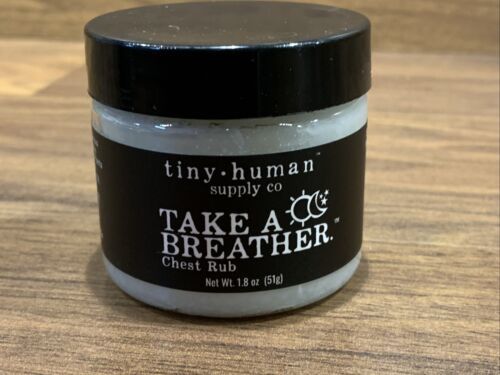 tiny·human™
supply co
TAKE A
BREATHER.™
Chest Rub
Net Wt. 1.8 oz (51g)